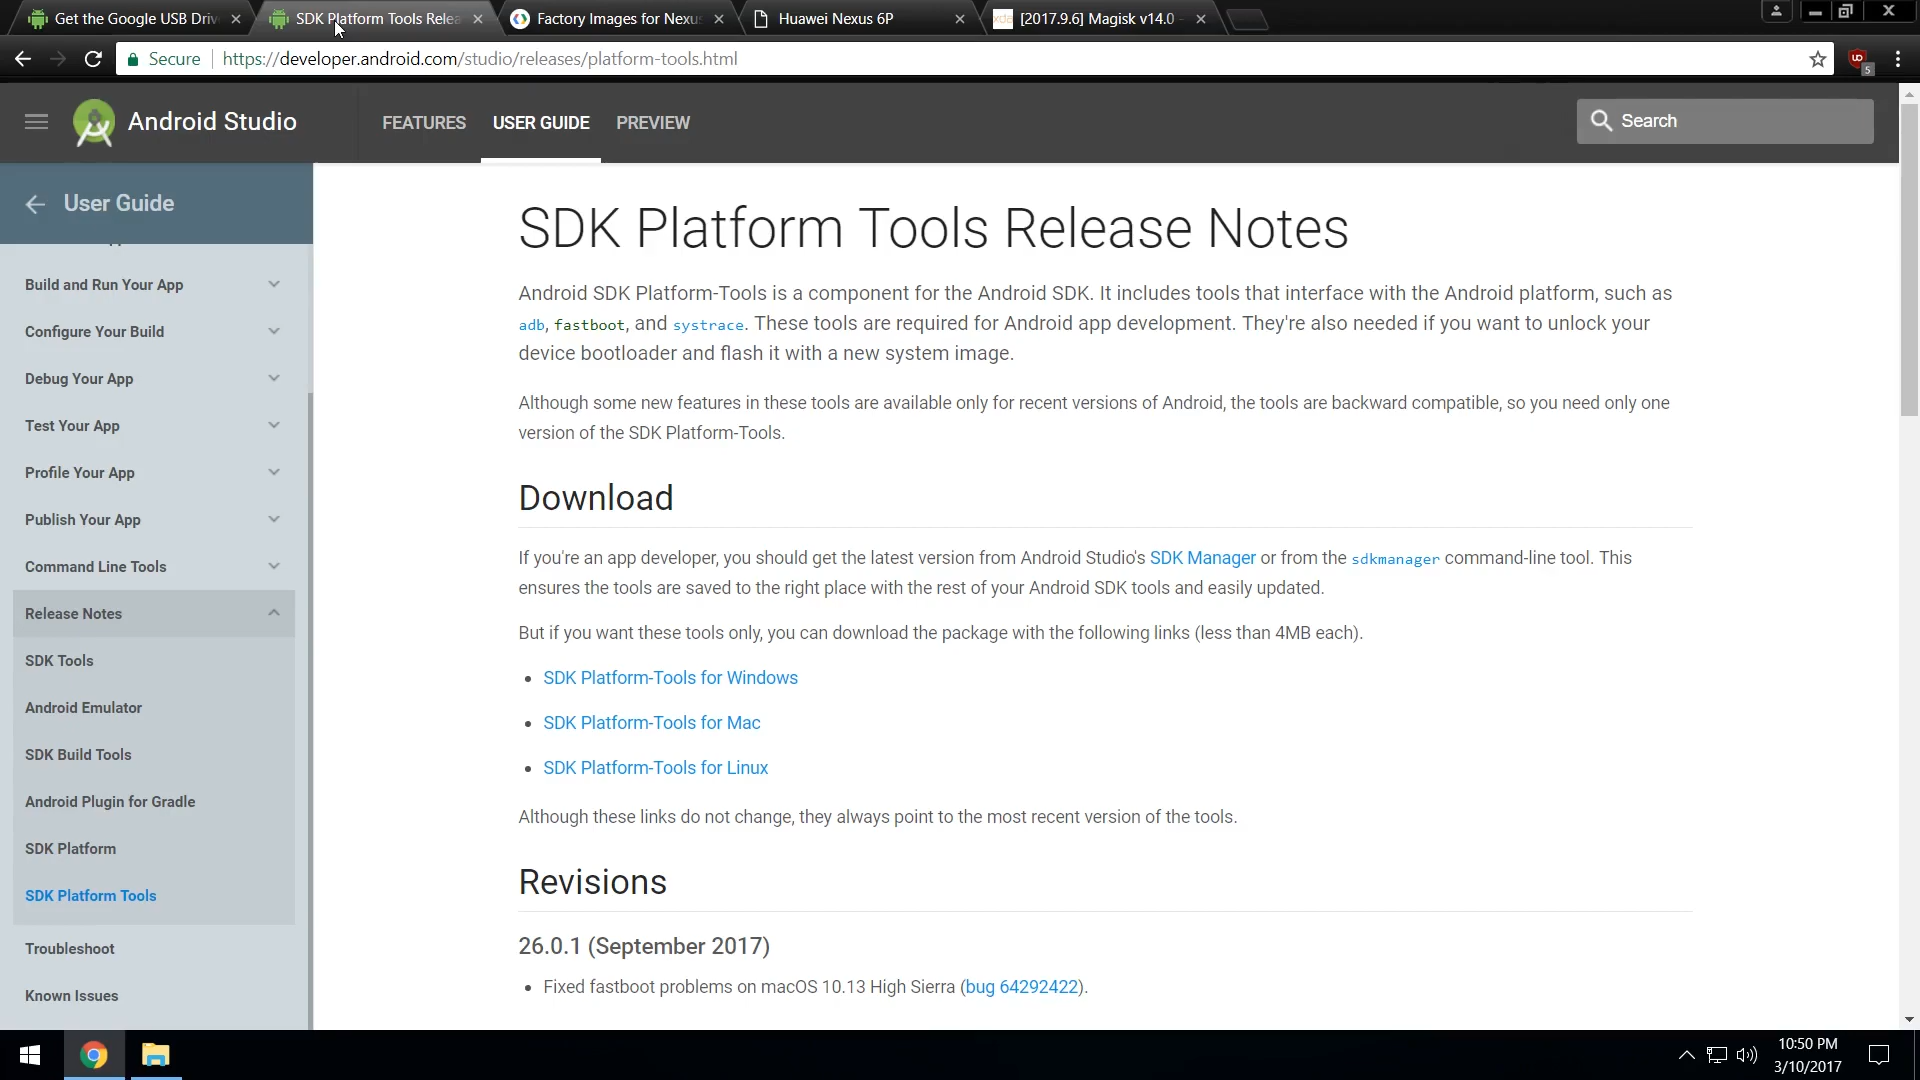 Get the Google USB Driv
SDK Platform Tools Relea
Factory Images for Nexus
Huawei Nexus 6P
[2017.9.6] Magisk v14.0 -
Secure
https://developer.android.com/studio/releases/platform-tools.html
5
Android Studio
FEATURES
USER GUIDE
PREVIEW
Search
User Guide
Build and Run Your App
Configure Your Build
Debug Your App
Test Your App
Profile Your App
Publish Your App
Command Line Tools
Release Notes
SDK Tools
Android Emulator
SDK Build Tools
Android Plugin for Gradle
SDK Platform
SDK Platform Tools
Troubleshoot
Known Issues
SDK Platform Tools Release Notes
Android SDK Platform-Tools is a component for the Android SDK. It includes tools that interface with the Android platform, such as
adb, fastboot, and systrace. These tools are required for Android app development. They're also needed if you want to unlock your
device bootloader and flash it with a new system image.
Although some new features in these tools are available only for recent versions of Android, the tools are backward compatible, so you need only one
version of the SDK Platform-Tools.
Download
If you're an app developer, you should get the latest version from Android Studio's SDK Manager or from the sdkmanager command-line tool. This
ensures the tools are saved to the right place with the rest of your Android SDK tools and easily updated.
But if you want these tools only, you can download the package with the following links (less than 4MB each).
• SDK Platform-Tools for Windows
• SDK Platform-Tools for Mac
• SDK Platform-Tools for Linux
Although these links do not change, they always point to the most recent version of the tools.
Revisions
26.0.1 (September 2017)
• Fixed fastboot problems on macOS 10.13 High Sierra (bug 64292422).
10:50 PM
3/10/2017